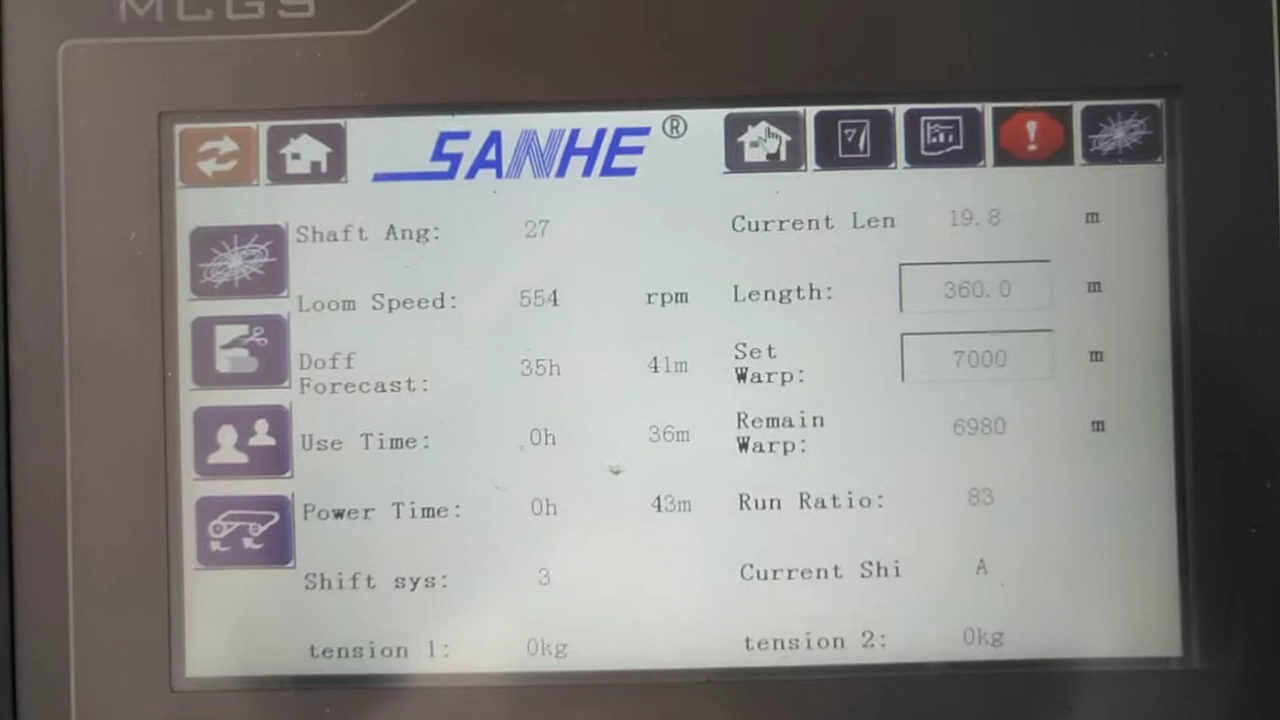 MCGS
SANHE ®
Shaft Ang: 27
Current Len 19.8 m
Loom Speed: 554 rpm
Length: 360.0 m
Doff
Forecast: 35h 41m
Set
Warp: 7000 m
Use Time: 0h 36m
Remain
Warp: 6980 m
Power Time: 0h 43m
Run Ratio: 83
Shift sys: 3
Current Shi A
tension 1: 0kg
tension 2: 0kg